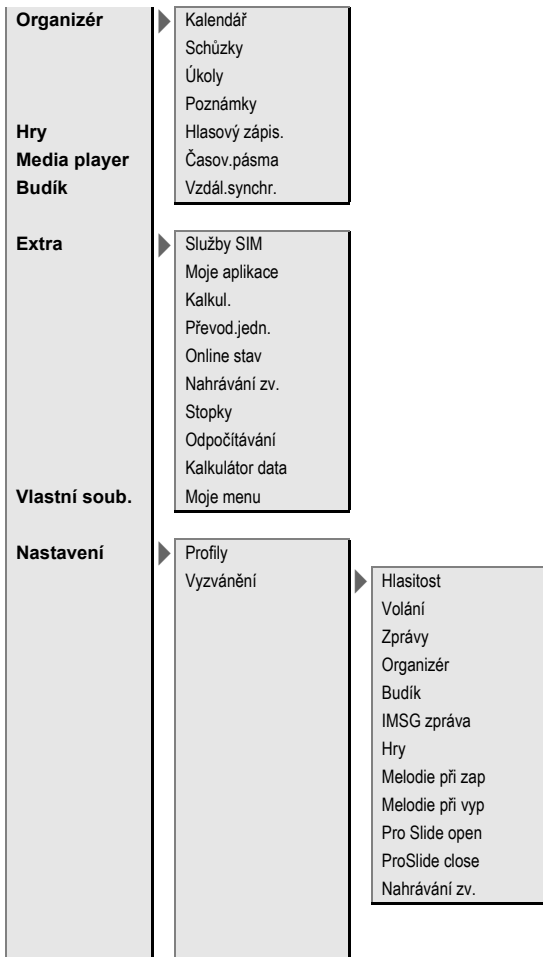 Organizér
Kalendář
Schůzky
Úkoly
Poznámky
Hry
Hlasový zápis.
Media player
Časov.pásma
Budík
Vzdál.synchr.
Extra
Služby SIM
Moje aplikace
Kalkul.
Převod.jedn.
Online stav
Nahrávání zv.
Stopky
Odpočítávání
Kalkulátor data
Vlastní soub.
Moje menu
Nastavení
Profily
Vyzvánění
Hlasitost
Volání
Zprávy
Organizér
Budík
IMSG zpráva
Hry
Melodie při zap
Melodie při vyp
Pro Slide open
ProSlide close
Nahrávání zv.